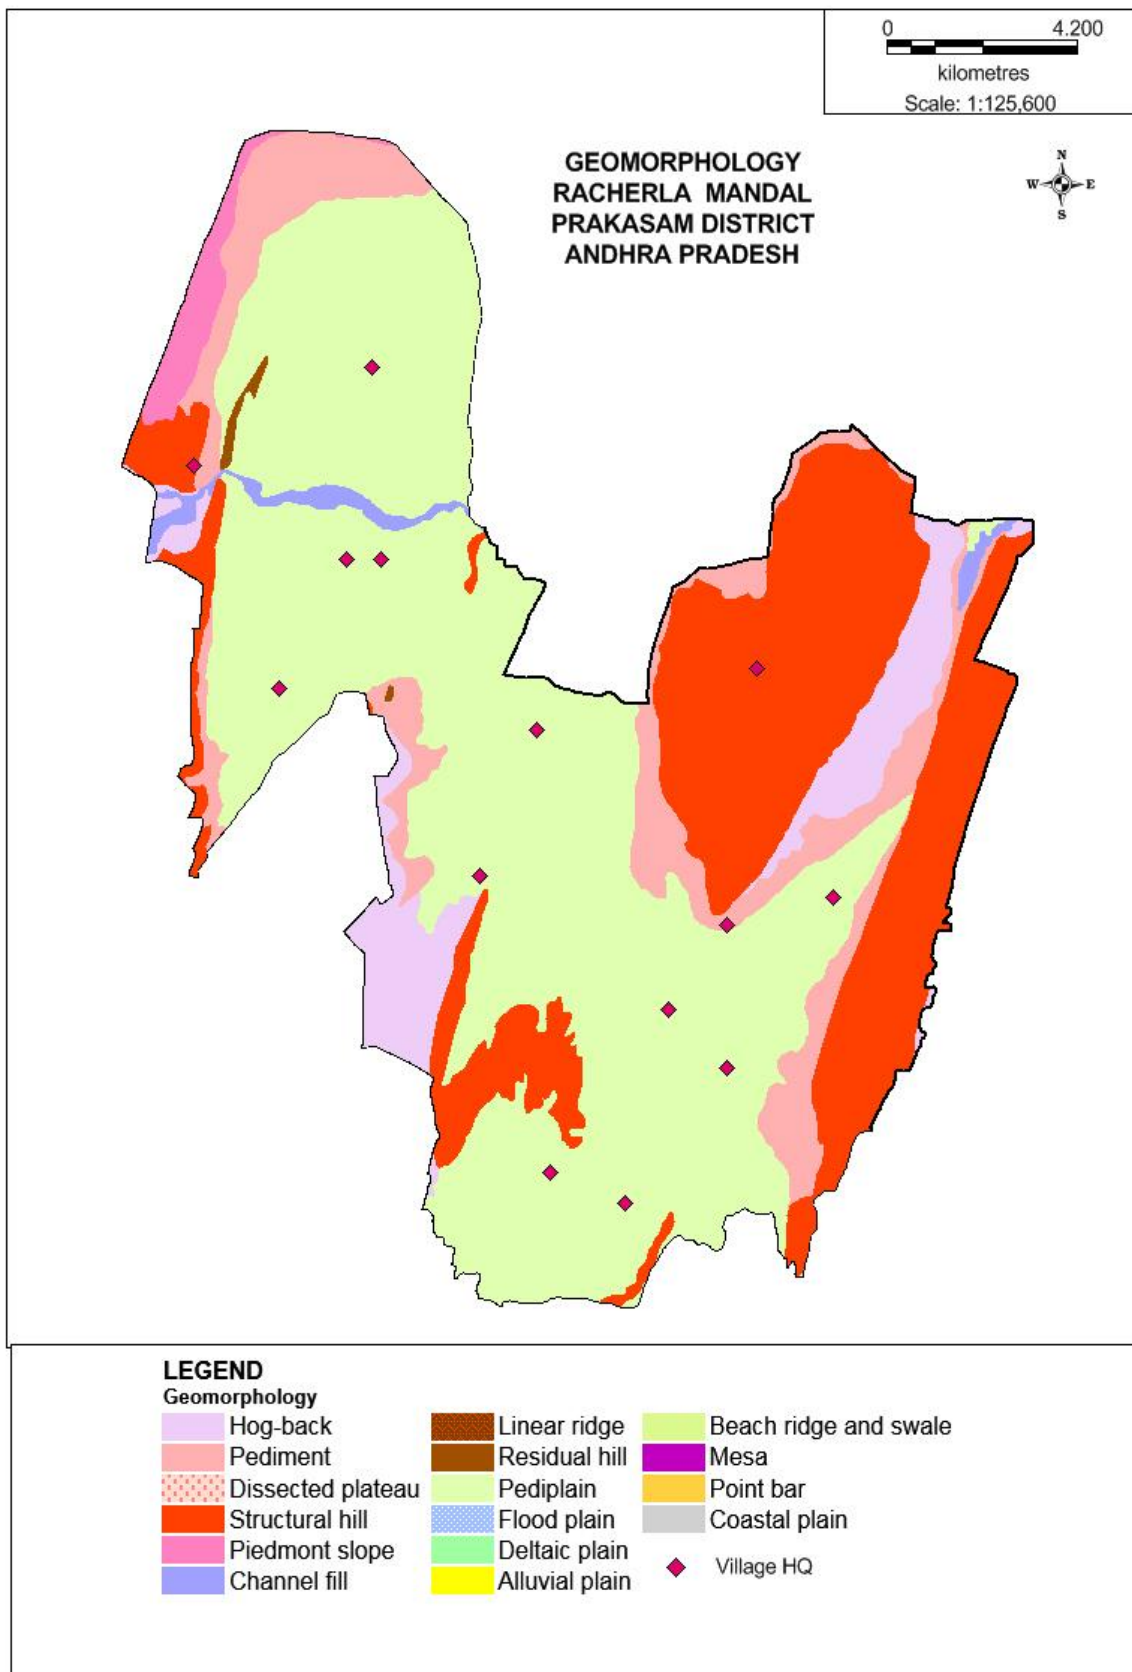 0 4.200
kilometres
Scale: 1:125,600
GEOMORPHOLOGY
RACHERLA MANDAL
PRAKASAM DISTRICT
ANDHRA PRADESH
N
W E
S
LEGEND
Geomorphology
Hog-back
Pediment
Dissected plateau
Structural hill
Piedmont slope
Channel fill
Linear ridge
Residual hill
Pediplain
Flood plain
Deltaic plain
Alluvial plain
Beach ridge and swale
Mesa
Point bar
Coastal plain
Village HQ